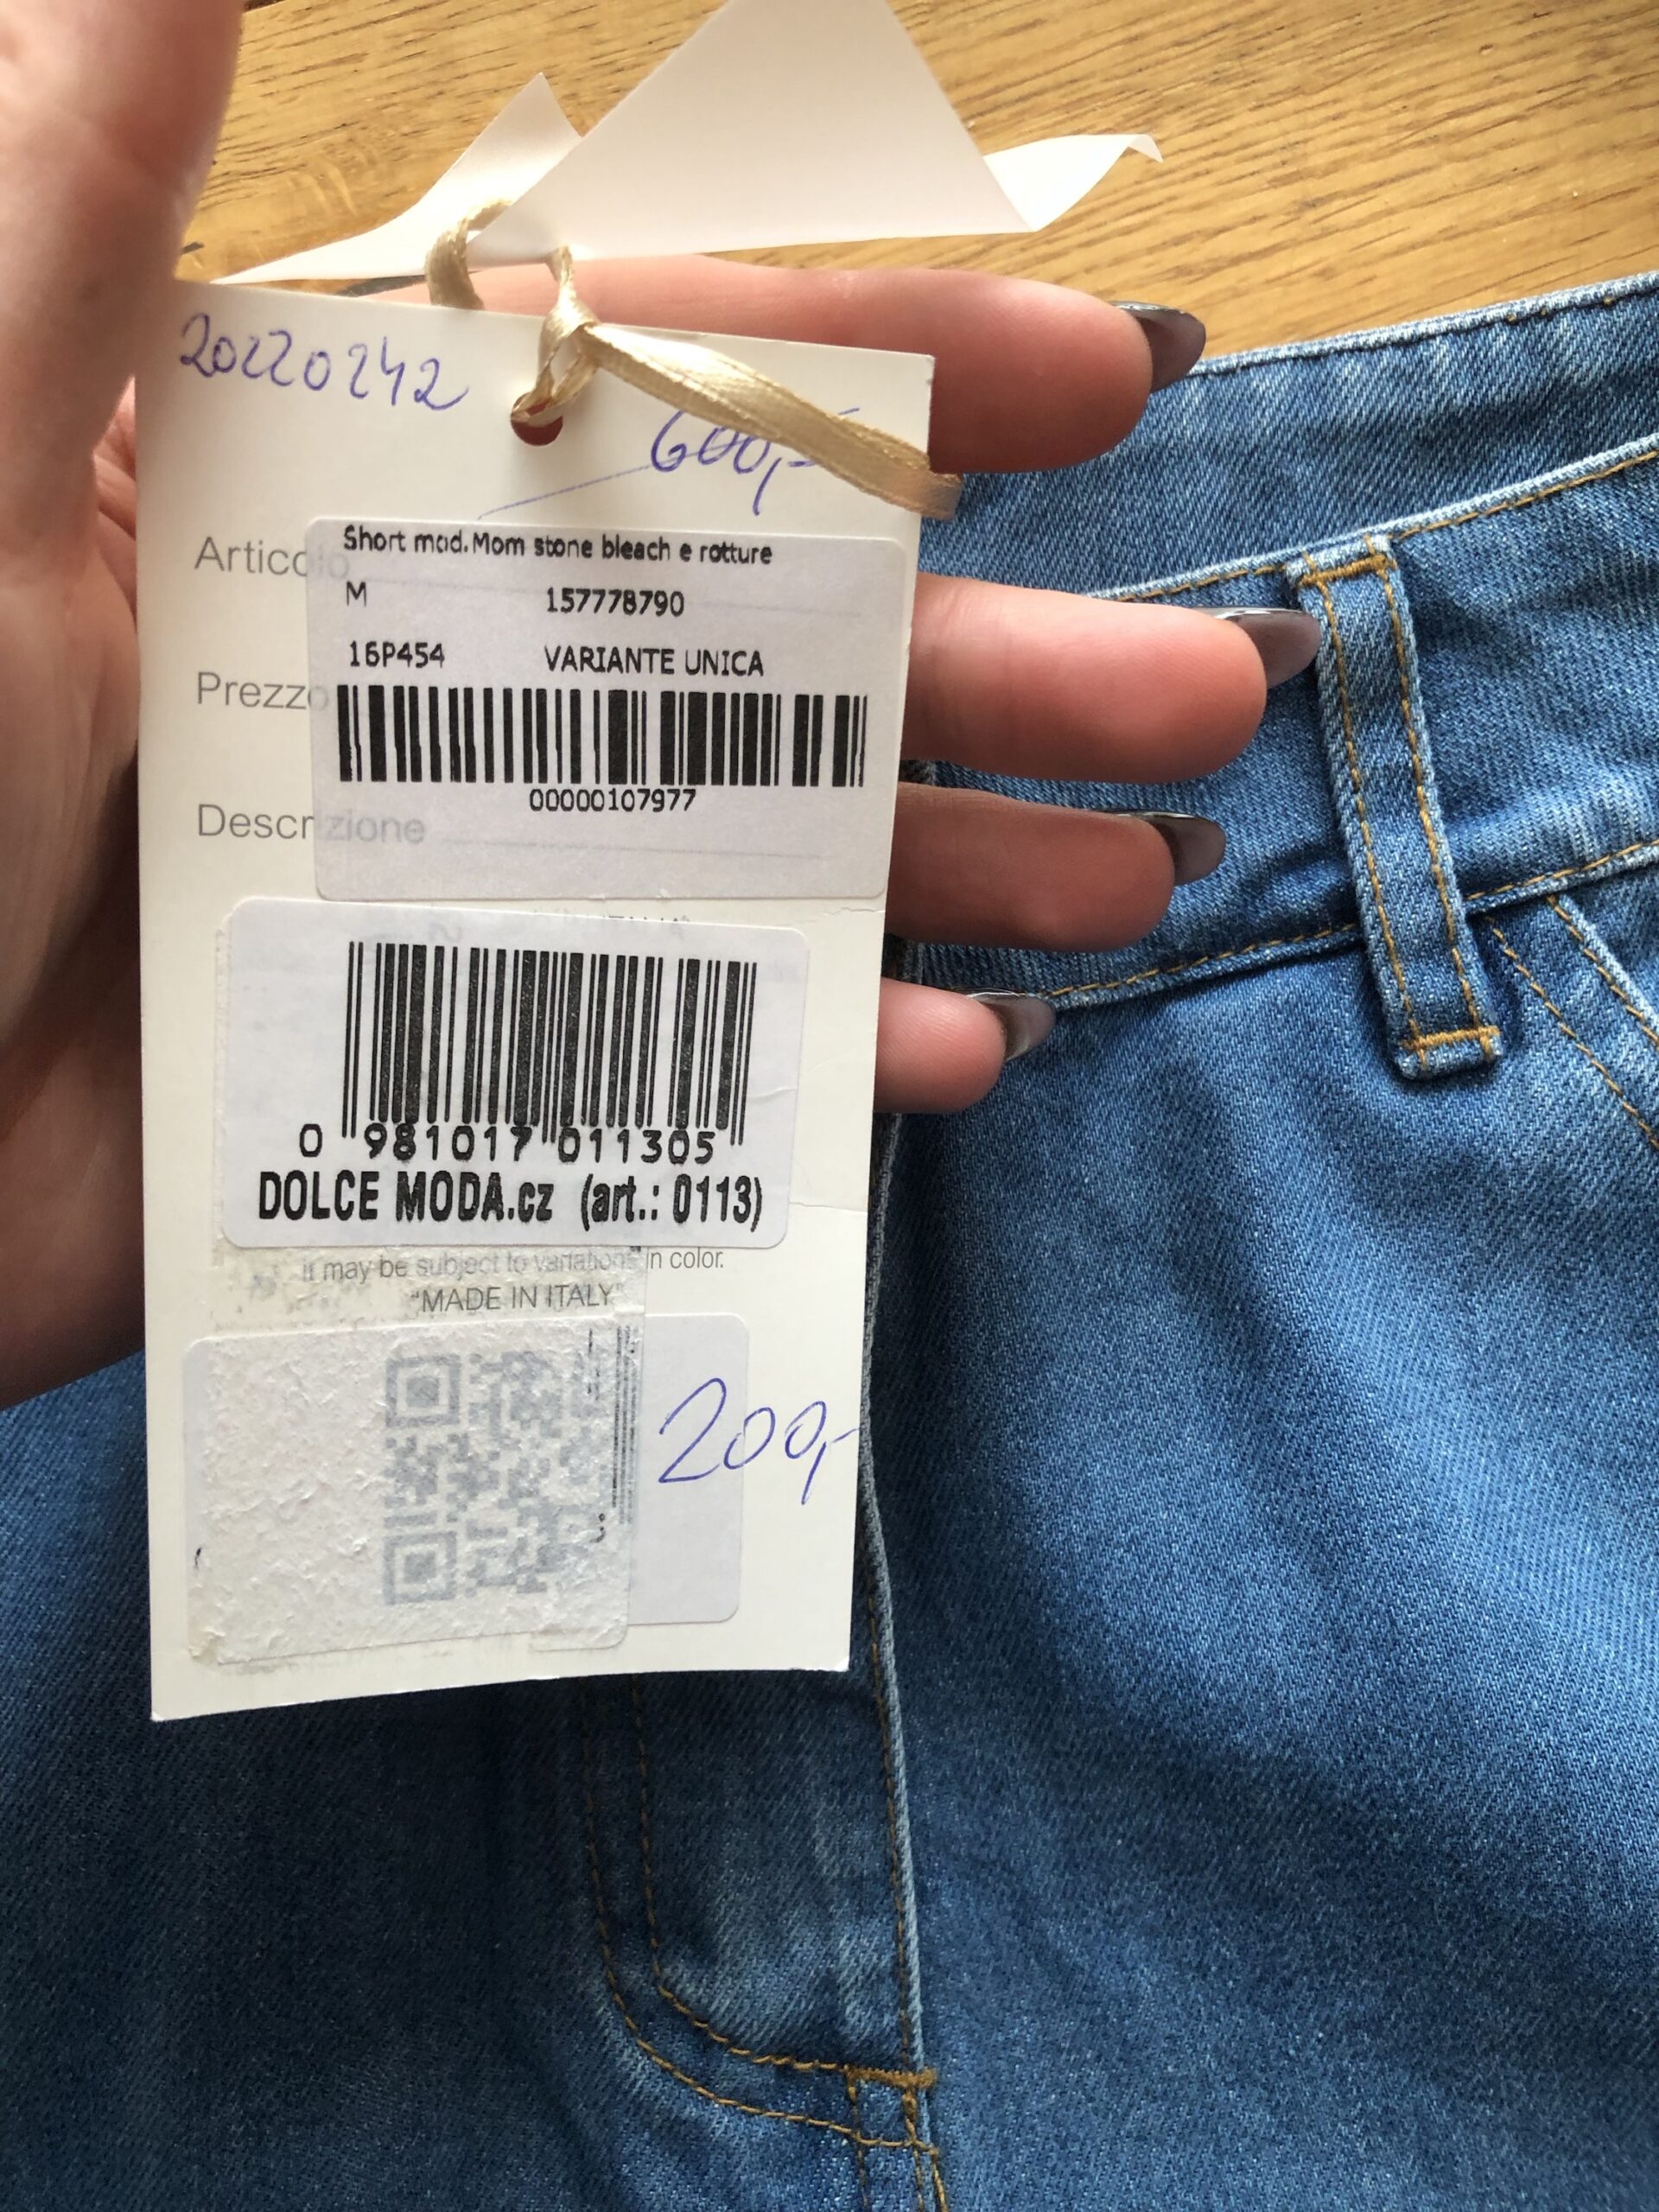 20220242
600,-
Articolo
Short mod.Mom stone bleach e rotture
M 157778790
16P454 VARIANTE UNICA
Prezzo
00000107977
Descrizione
0 981017 011305
DOLCE MODA.cz (art.: 0113)
it may be subject to variations in color.
"MADE IN ITALY"
200,-